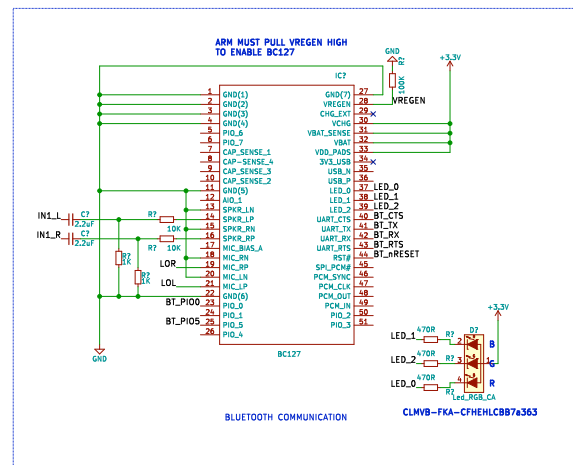 ARM MUST PULL VREGEN HIGH
TO ENABLE BC127
GND
R?
100K
+3.3V
IC?
1 GND(1)
2 GND(2)
3 GND(3)
4 GND(4)
5 PIO_6
6 PIO_7
7 CAP_SENSE_1
8 CAP-SENSE_4
9 CAP_SENSE_3
10 CAP_SENSE_2
11 GND(5)
12 AIO_1
13 SPKR_LN
14 SPKR_LP
15 SPKR_RN
16 SPKR_RP
17 MIC_BIAS_A
18 MIC_RN
19 MIC_RP
20 MIC_LN
21 MIC_LP
22 GND(6)
23 PIO_0
24 PIO_1
25 PIO_5
26 PIO_4
GND(7) 27
VREGEN 28 VREGEN
CHG_EXT 29
VCHG 30
VBAT_SENSE 31
VBAT 32
VDD_PADS 33
3V3_USB 34
USB_N 35
USB_P 36
LED_0 37 LED_0
LED_1 38 LED_1
LED_2 39 LED_2
UART_CTS 40 BT_CTS
UART_TX 41 BT_TX
UART_RX 42 BT_RX
UART_RTS 43 BT_RTS
RST# 44 BT_nRESET
SPI_PCM# 45
PCM_SYNC 46
PCM_CLK 47
PCM_OUT 48
PCM_IN 49
PIO_2 50
PIO_3 51
BC127
IN1_L
C?
2.2uF
R?
10K
IN1_R
C?
2.2uF
R?
10K
R?
1K
R?
1K
LOR
LOL
BT_PIO0
BT_PIO5
GND
+3.3V
LED_1
470R
R?
2
B
LED_2
470R
R?
3
G
1
LED_0
470R
R?
4
R
D?
Led_RGB_CA
CLMVB-FKA-CFHEHLCBB7a363
BLUETOOTH COMMUNICATION